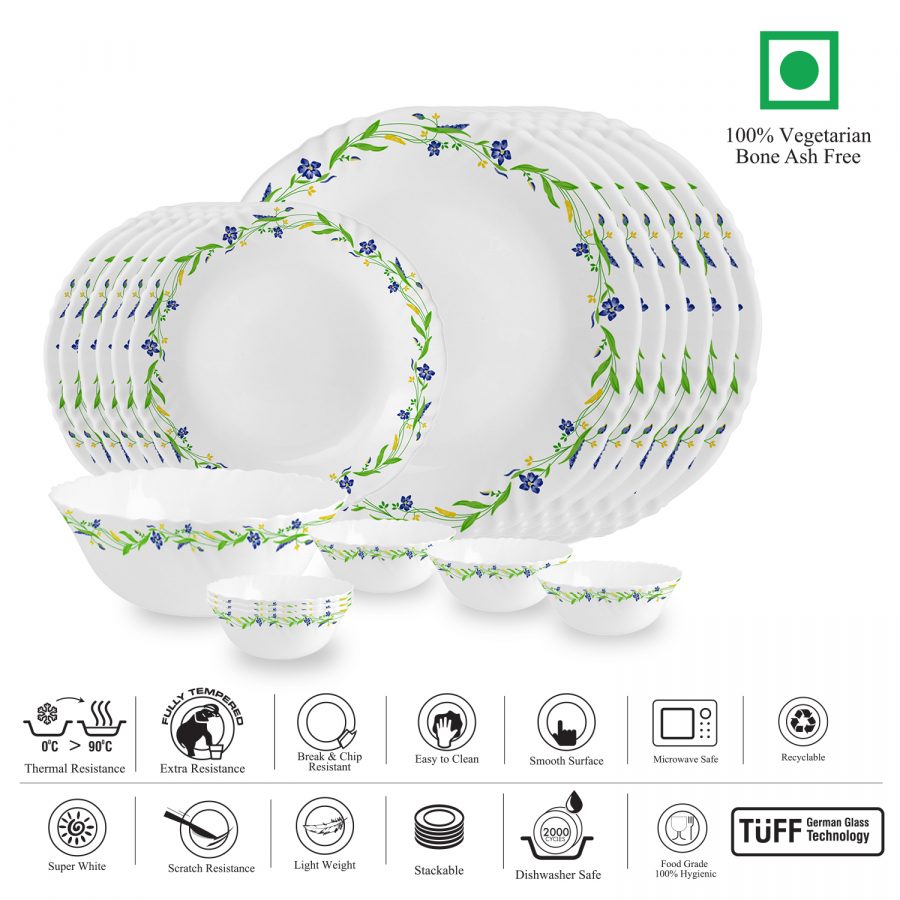 100% Vegetarian
Bone Ash Free
FULLY TEMPERED
0°C > 90°C
Thermal Resistance
Extra Resistance
Break & Chip
Resistant
Easy to Clean
Smooth Surface
Microwave Safe
Recyclable
2000
CYCLES
Super White
Scratch Resistance
Light Weight
Stackable
Dishwasher Safe
Food Grade
100% Hygienic
TÜFF German Glass
Technology